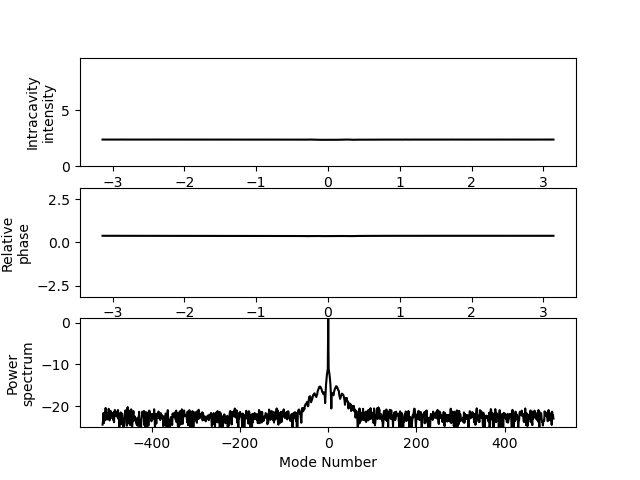 Intracavity
intensity
5
0
−3 −2 −1 0 1 2 3
Relative
phase
2.5
0.0
−2.5
−3 −2 −1 0 1 2 3
Power
spectrum
0
−10
−20
−400 −200 0 200 400
Mode Number